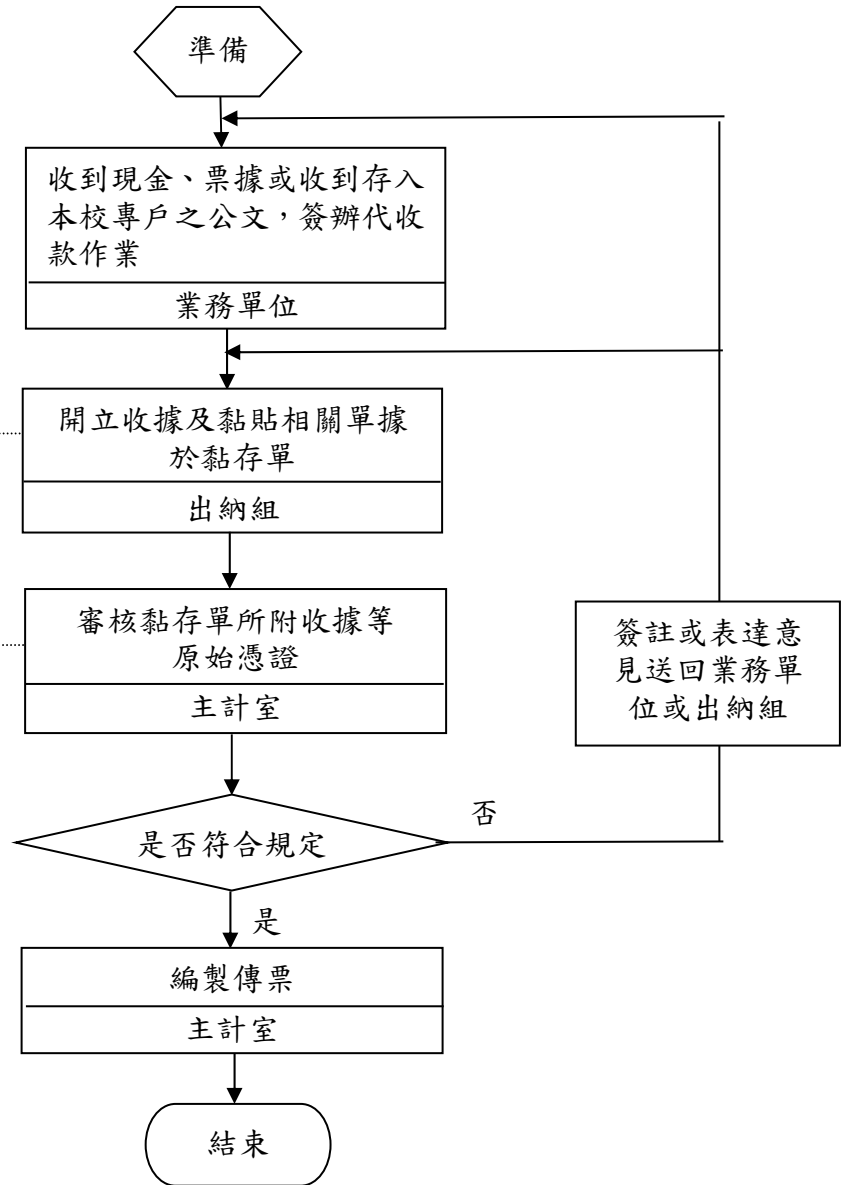 準備
收到現金、票據或收到存入
本校專戶之公文，簽辦代收
款作業
業務單位
開立收據及黏貼相關單據
於黏存單
出納組
審核黏存單所附收據等
原始憑證
主計室
簽註或表達意
見送回業務單
位或出納組
是否符合規定
否
是
編製傳票
主計室
結束